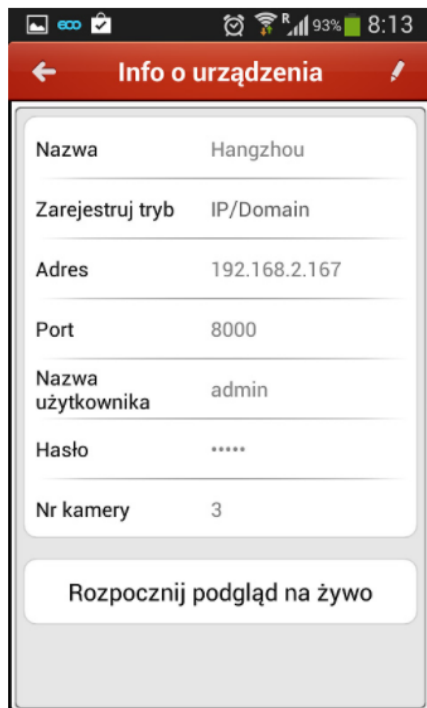 eco R 93% 8:13
Info o urządzenia
Nazwa Hangzhou
Zarejestruj tryb IP/Domain
Adres 192.168.2.167
Port 8000
Nazwa
użytkownika admin
Hasło •••••
Nr kamery 3
Rozpocznij podgląd na żywo